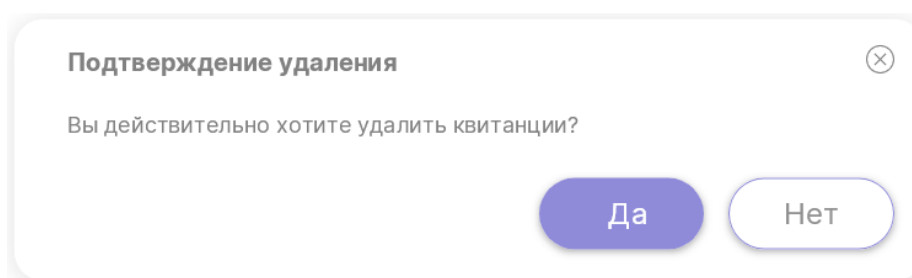 Подтверждение удаления
Вы действительно хотите удалить квитанции?
Да Нет